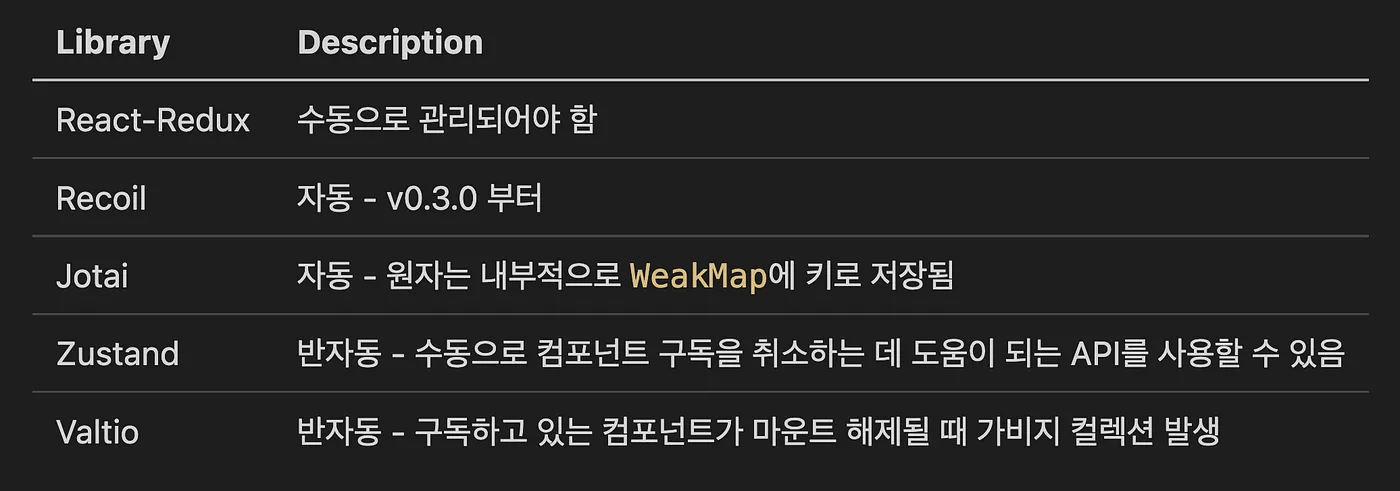 Library Description
React-Redux 수동으로 관리되어야 함
Recoil 자동 - v0.3.0 부터
Jotai 자동 - 원자는 내부적으로 WeakMap에 키로 저장됨
Zustand 반자동 - 수동으로 컴포넌트 구독을 취소하는 데 도움이 되는 API를 사용할 수 있음
Valtio 반자동 - 구독하고 있는 컴포넌트가 마운트 해제될 때 가비지 컬렉션 발생